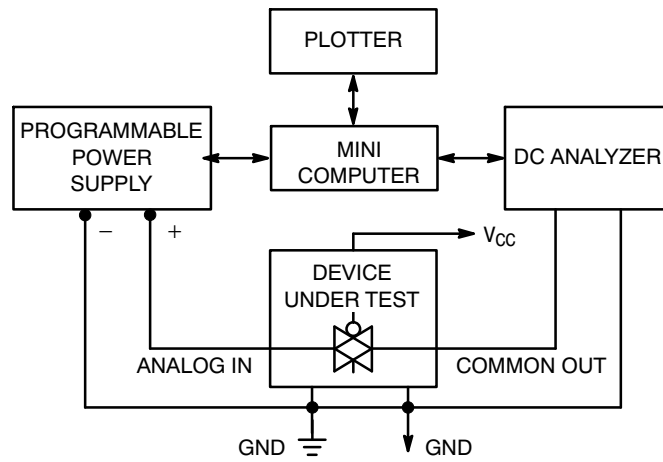 PLOTTER
PROGRAMMABLE
POWER
SUPPLY
MINI
COMPUTER
DC ANALYZER
− +
VCC
DEVICE
UNDER TEST
ANALOG IN
COMMON OUT
GND
GND